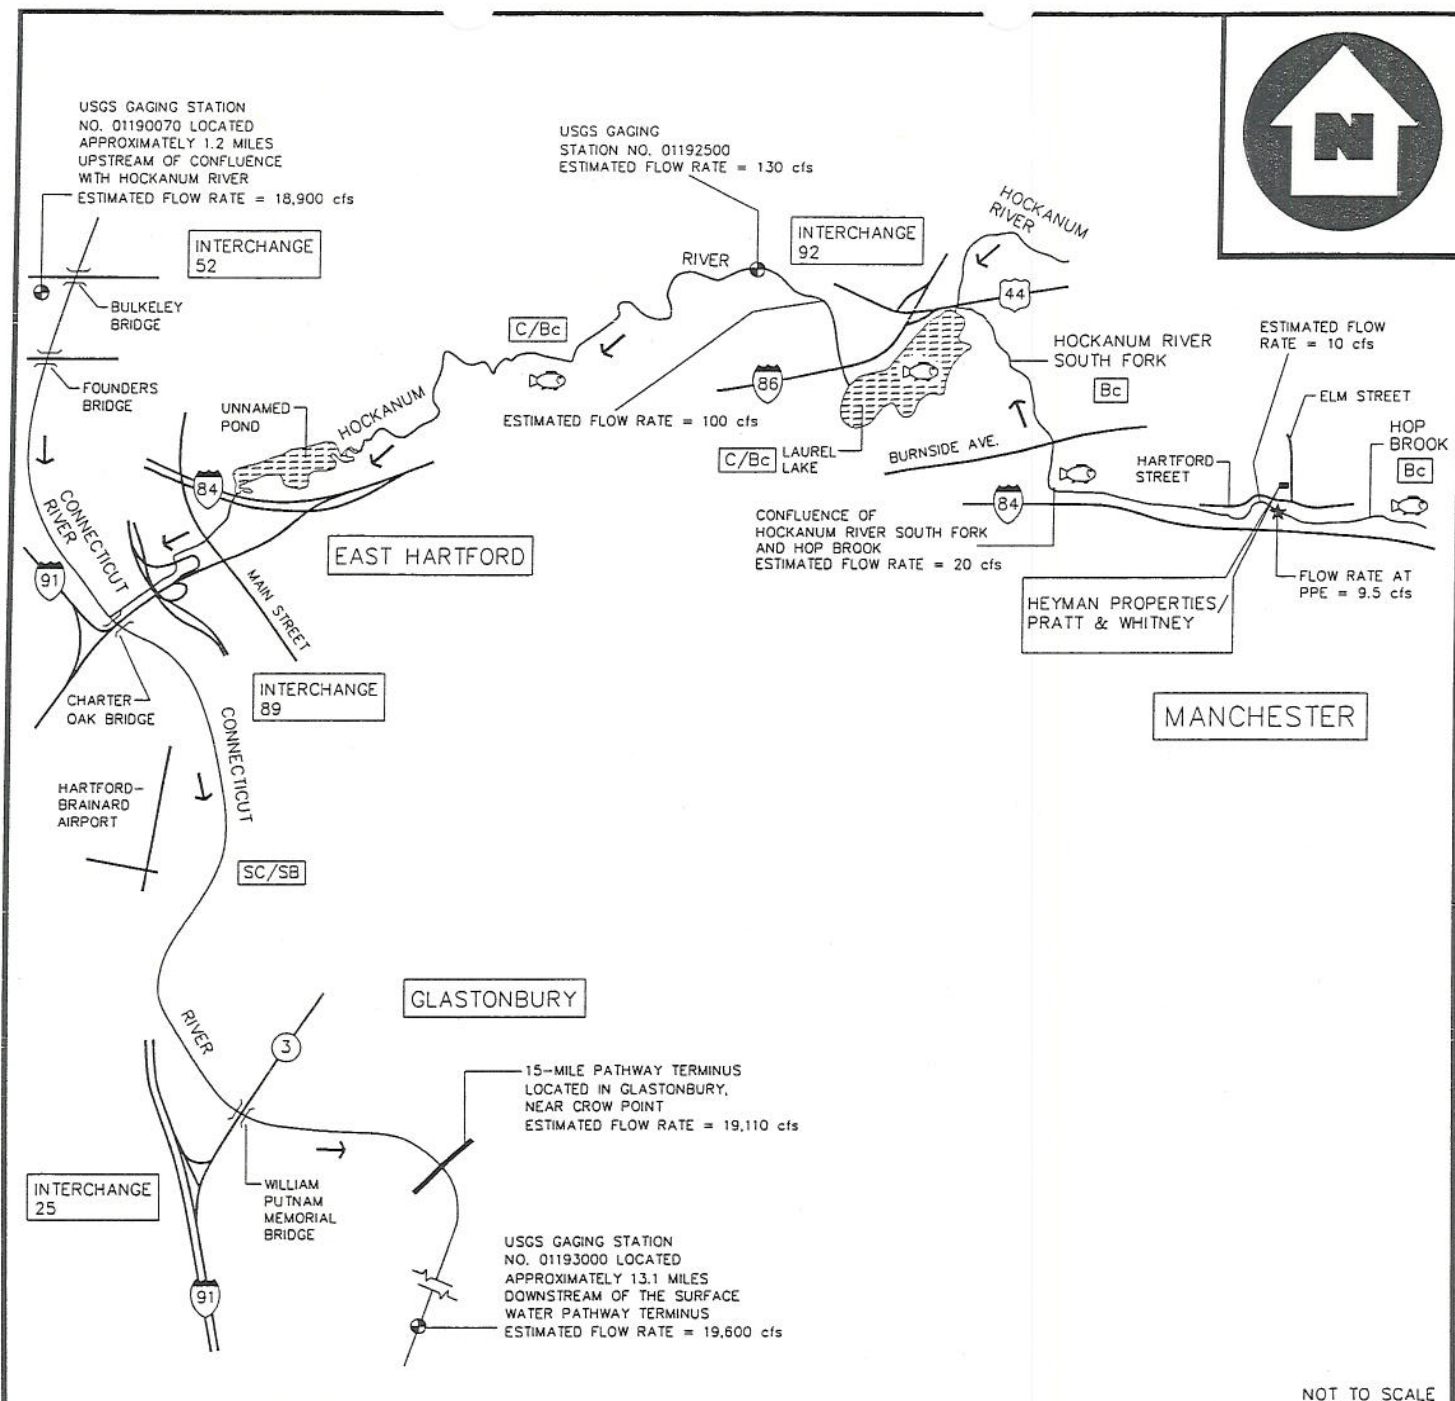 N
USGS GAGING STATION
NO. 01190070 LOCATED
APPROXIMATELY 1.2 MILES
UPSTREAM OF CONFLUENCE
WITH HOCKANUM RIVER
ESTIMATED FLOW RATE = 18,900 cfs
USGS GAGING
STATION NO. 01192500
ESTIMATED FLOW RATE = 130 cfs
HOCKANUM
RIVER
INTERCHANGE
52
INTERCHANGE
92
RIVER
44
BULKELEY
BRIDGE
C/Bc
ESTIMATED FLOW
RATE = 10 cfs
HOCKANUM RIVER
SOUTH FORK
Bc
86
FOUNDERS
BRIDGE
UNNAMED
POND
HOCKANUM
ESTIMATED FLOW RATE = 100 cfs
ELM STREET
HOP
BROOK
Bc
C/Bc
LAUREL
LAKE
BURNSIDE AVE.
HARTFORD
STREET
84
84
CONNECTICUT
RIVER
CONFLUENCE OF
HOCKANUM RIVER SOUTH FORK
AND HOP BROOK
ESTIMATED FLOW RATE = 20 cfs
EAST HARTFORD
91
MAIN STREET
FLOW RATE AT
PPE = 9.5 cfs
HEYMAN PROPERTIES/
PRATT & WHITNEY
INTERCHANGE
89
CHARTER
OAK BRIDGE
MANCHESTER
CONNECTICUT
HARTFORD-
BRAINARD
AIRPORT
SC/SB
GLASTONBURY
RIVER
3
15-MILE PATHWAY TERMINUS
LOCATED IN GLASTONBURY,
NEAR CROW POINT
ESTIMATED FLOW RATE = 19,110 cfs
INTERCHANGE
25
WILLIAM
PUTNAM
MEMORIAL
BRIDGE
USGS GAGING STATION
NO. 01193000 LOCATED
APPROXIMATELY 13.1 MILES
DOWNSTREAM OF THE SURFACE
WATER PATHWAY TERMINUS
ESTIMATED FLOW RATE = 19,600 cfs
91
NOT TO SCALE